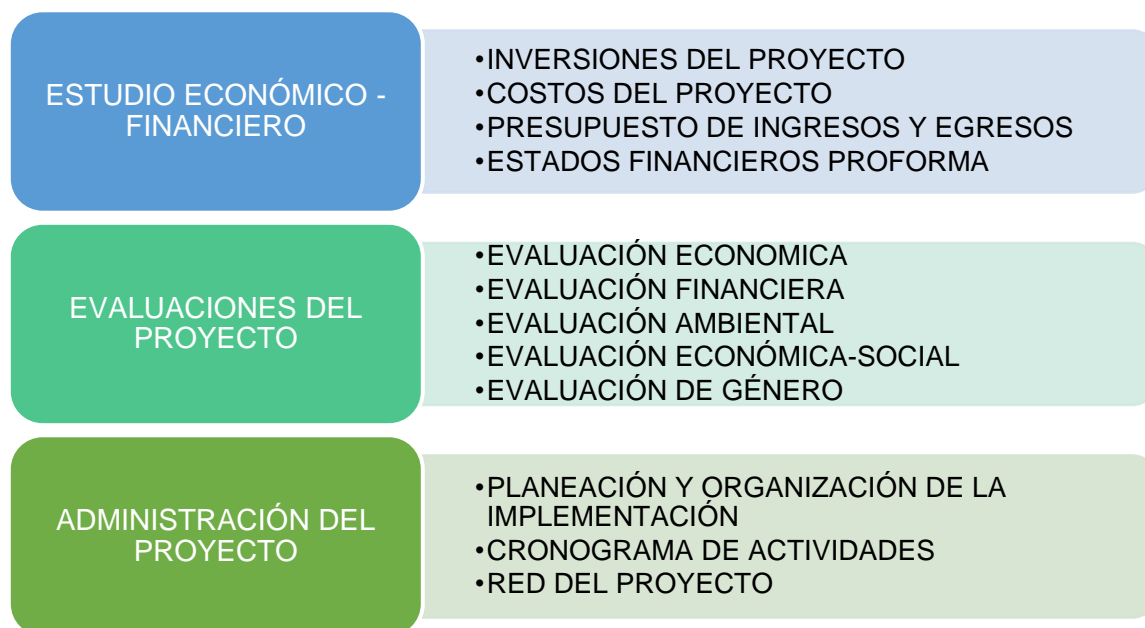 ESTUDIO ECONÓMICO -
FINANCIERO
•INVERSIONES DEL PROYECTO
•COSTOS DEL PROYECTO
•PRESUPUESTO DE INGRESOS Y EGRESOS
•ESTADOS FINANCIEROS PROFORMA
EVALUACIONES DEL
PROYECTO
•EVALUACIÓN ECONOMICA
•EVALUACIÓN FINANCIERA
•EVALUACIÓN AMBIENTAL
•EVALUACIÓN ECONÓMICA-SOCIAL
•EVALUACIÓN DE GÉNERO
ADMINISTRACIÓN DEL
PROYECTO
•PLANEACIÓN Y ORGANIZACIÓN DE LA
IMPLEMENTACIÓN
•CRONOGRAMA DE ACTIVIDADES
•RED DEL PROYECTO